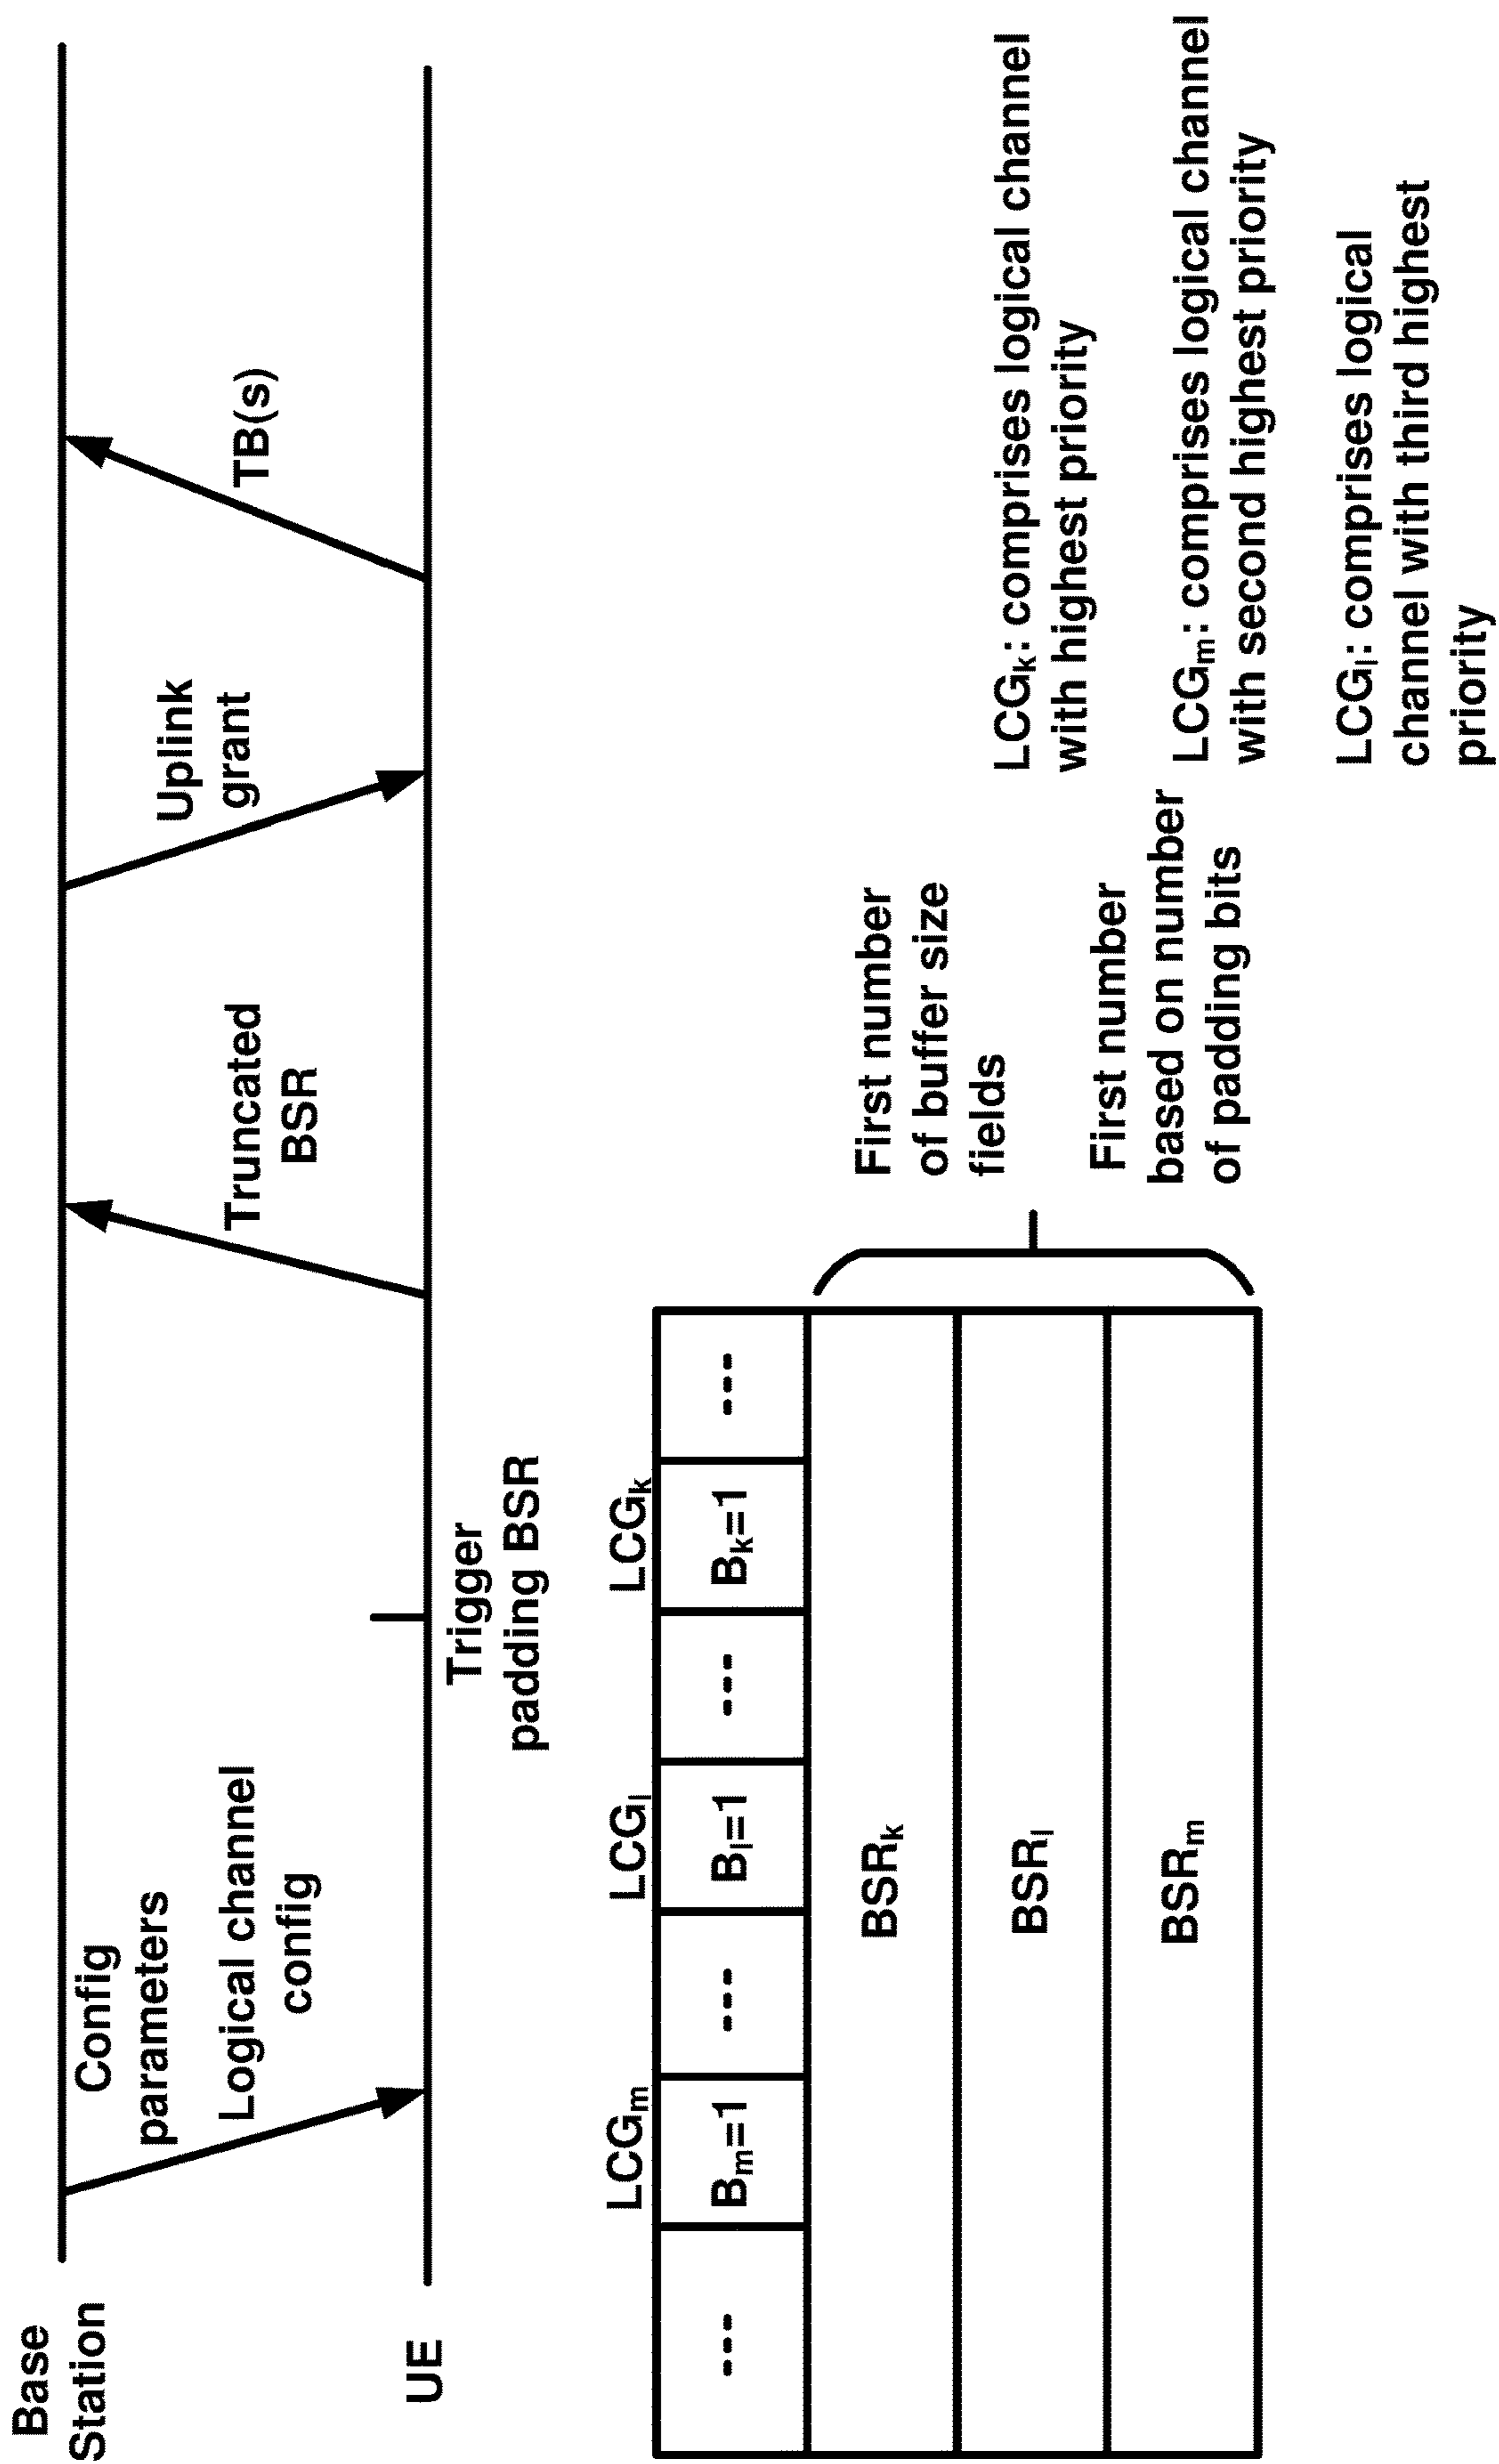 Base
Station
Config
parameters
Logical channel
config
Truncated
BSR
Uplink
grant
TB(s)
UE
Trigger
padding BSR
LCGm
LCGl
LCGk
---
Bm=1
---
Bl=1
---
Bk=1
---
BSRk
BSRl
BSRm
First number
of buffer size
fields
First number
based on number
of padding bits
LCGk: comprises logical channel
with highest priority
LCGm: comprises logical channel
with second highest priority
LCGl: comprises logical
channel with third highest
priority